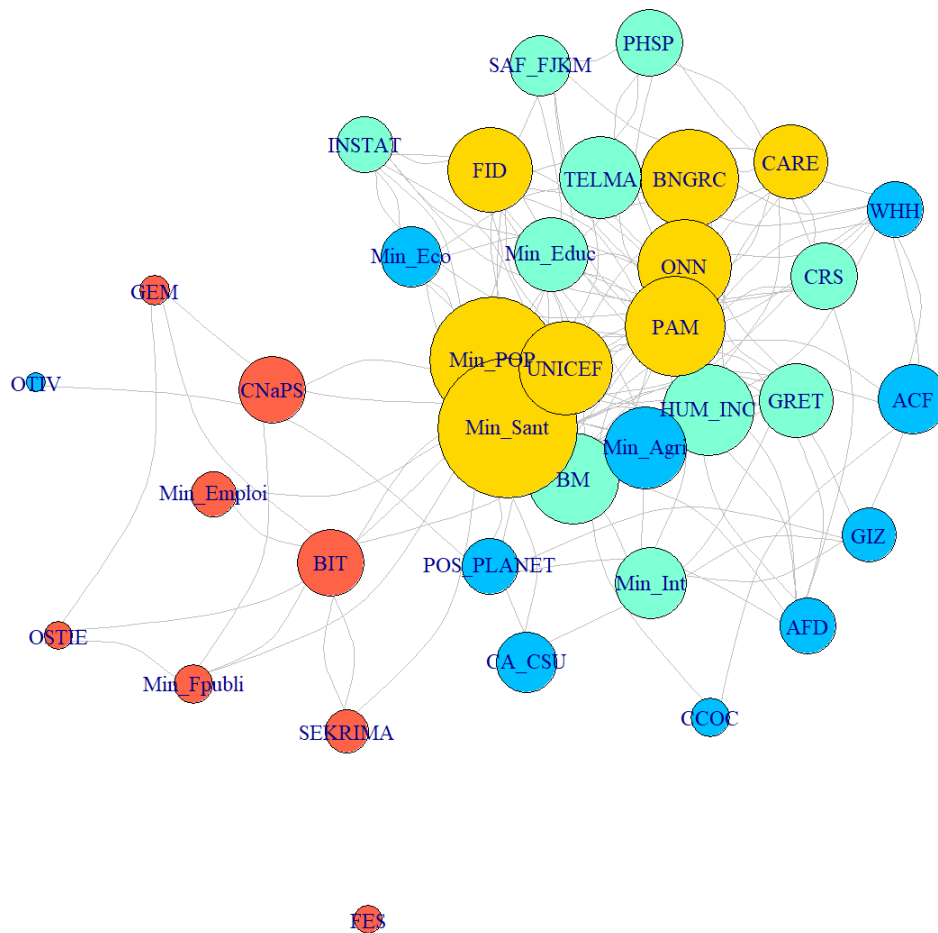 PHSP
SAF_FJKM
INSTAT
FID
TELMA
BNGRC
CARE
WHH
Min_Eco
Min_Educ
ONN
CRS
GEM
PAM
Min_POP
UNICEF
OTIV
CNaPS
HUM_INC
GRET
ACF
Min_Sant
Min_Agri
BM
Min_Emploi
GIZ
BIT
POS_PLANET
Min_Int
OSTIE
AFD
CA_CSU
Min_Fpubli
CCOC
SEKRIMA
FES